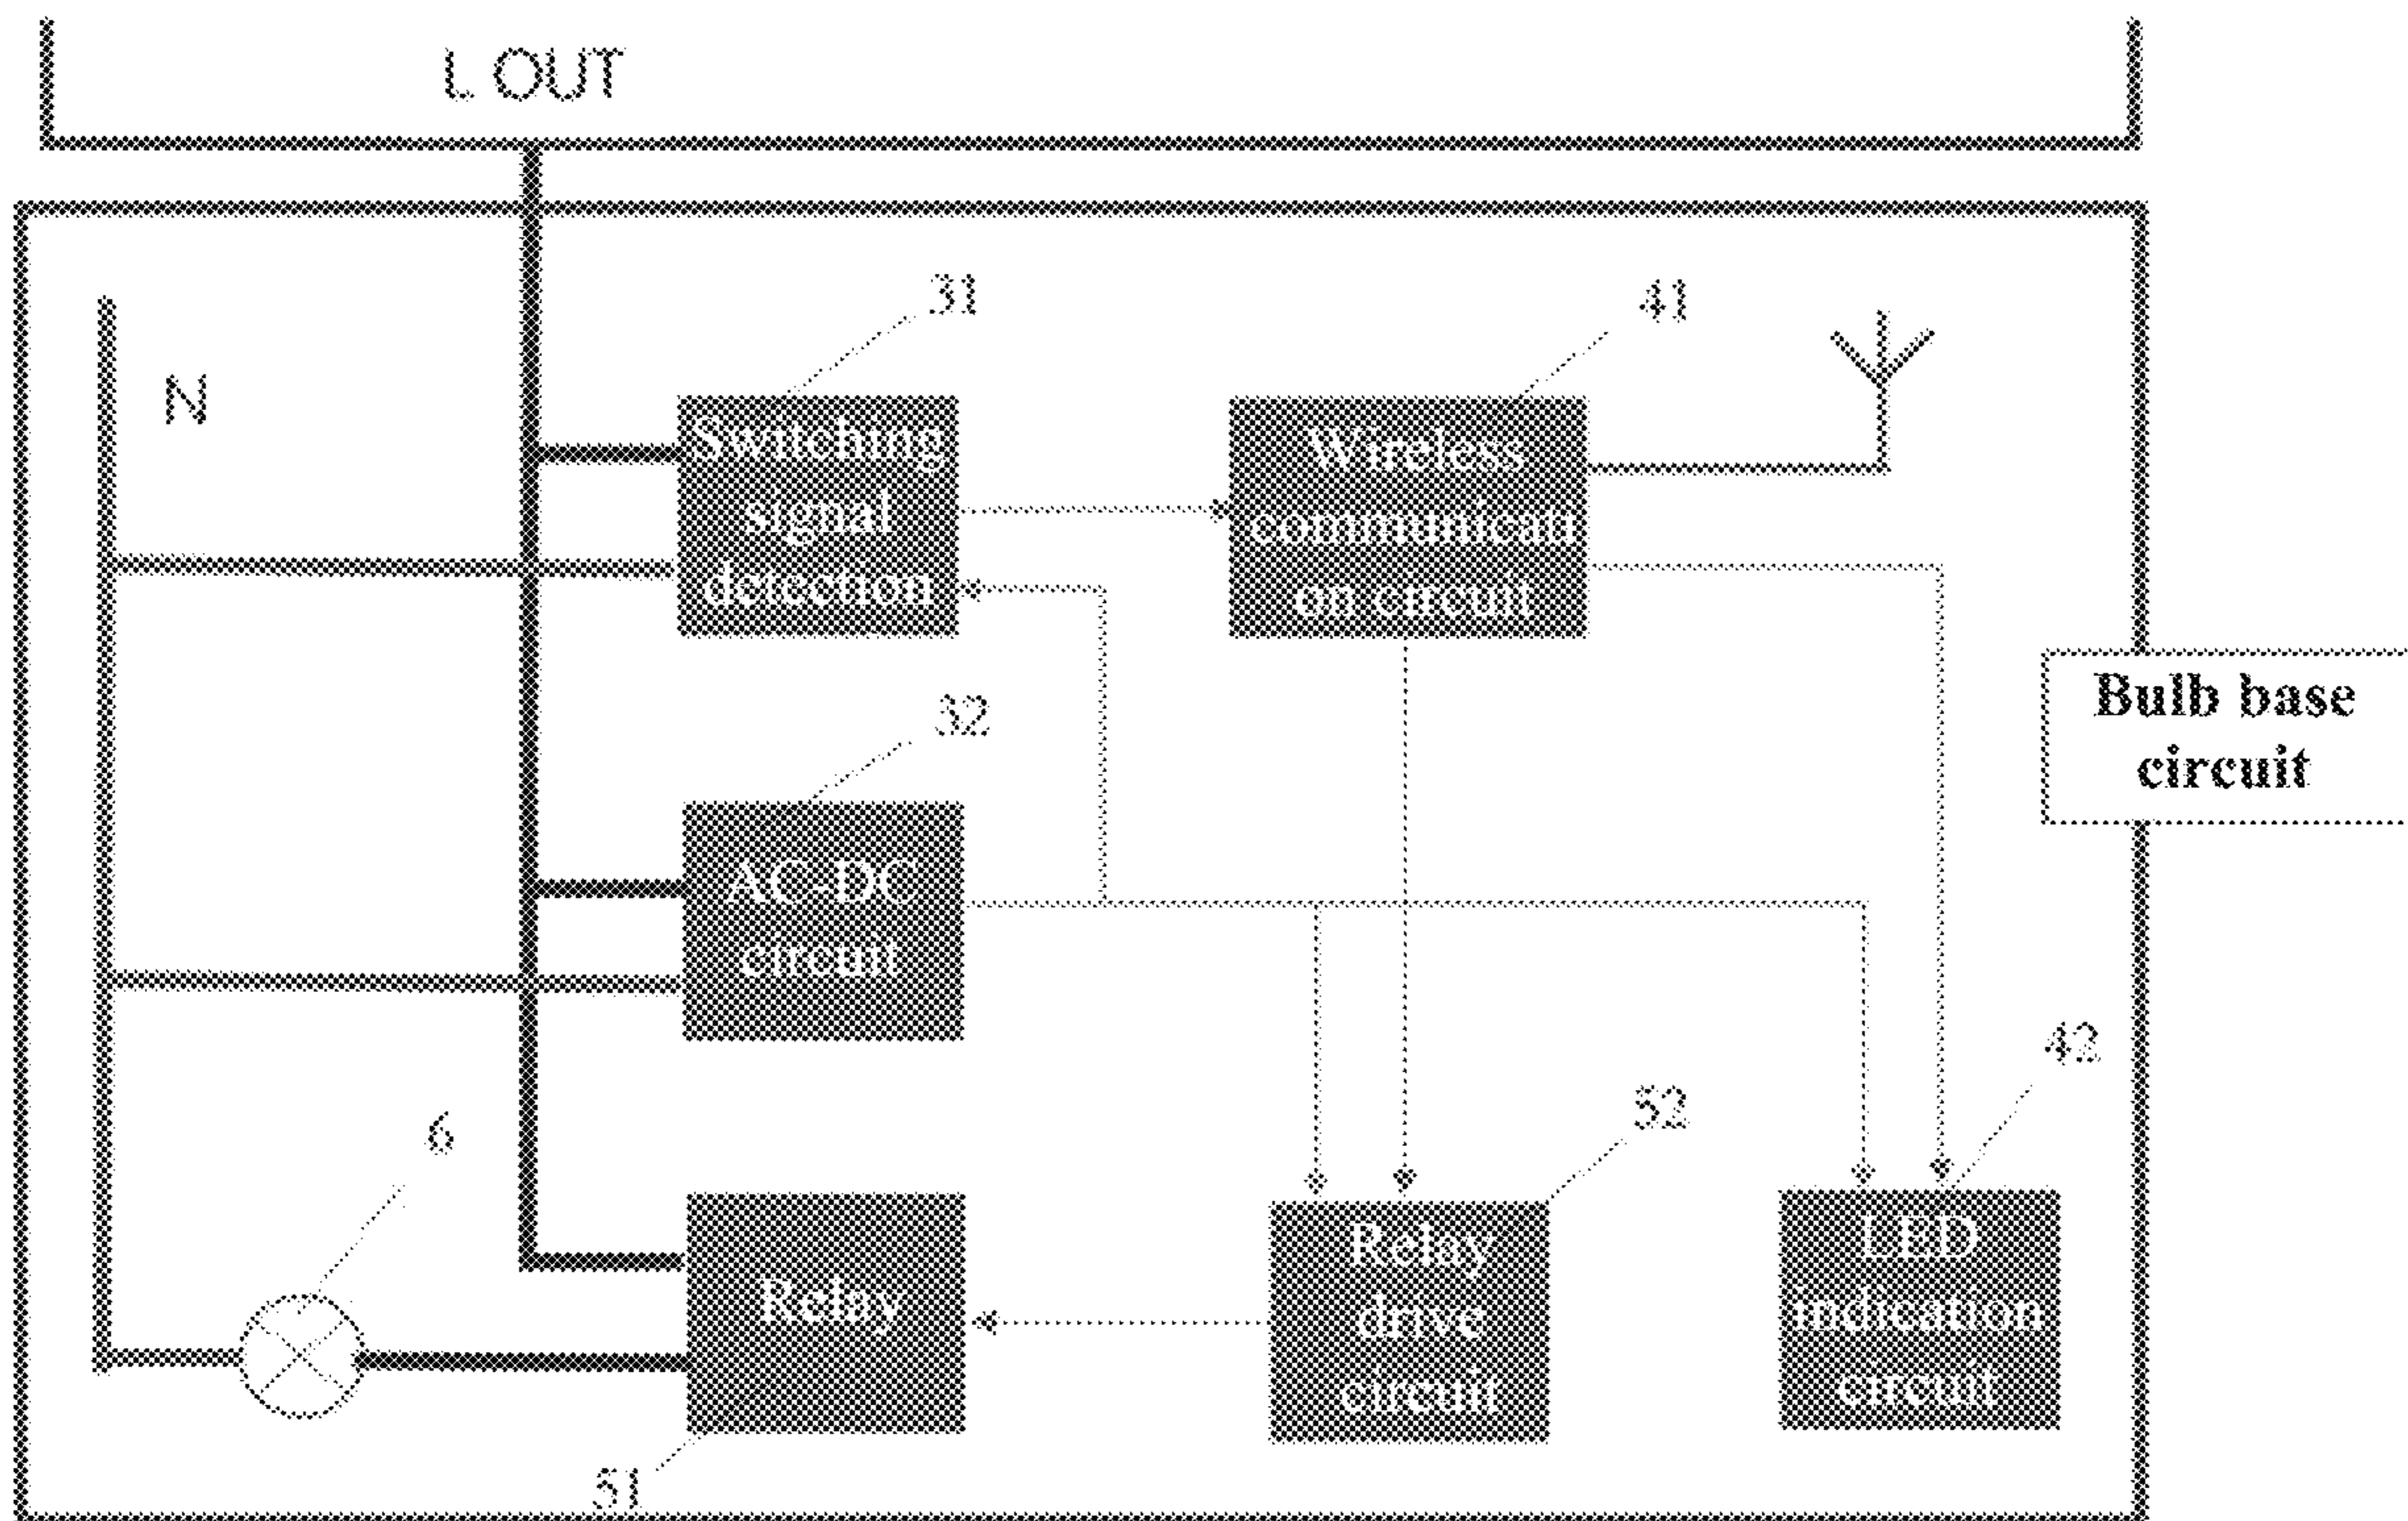 L OUT
31
41
N
Switching
signal
detection
Wireless
communicati
on circuit
Bulb base
circuit
32
AC-DC
circuit
42
52
6
Relay
Relay
drive
circuit
LED
indication
circuit
51